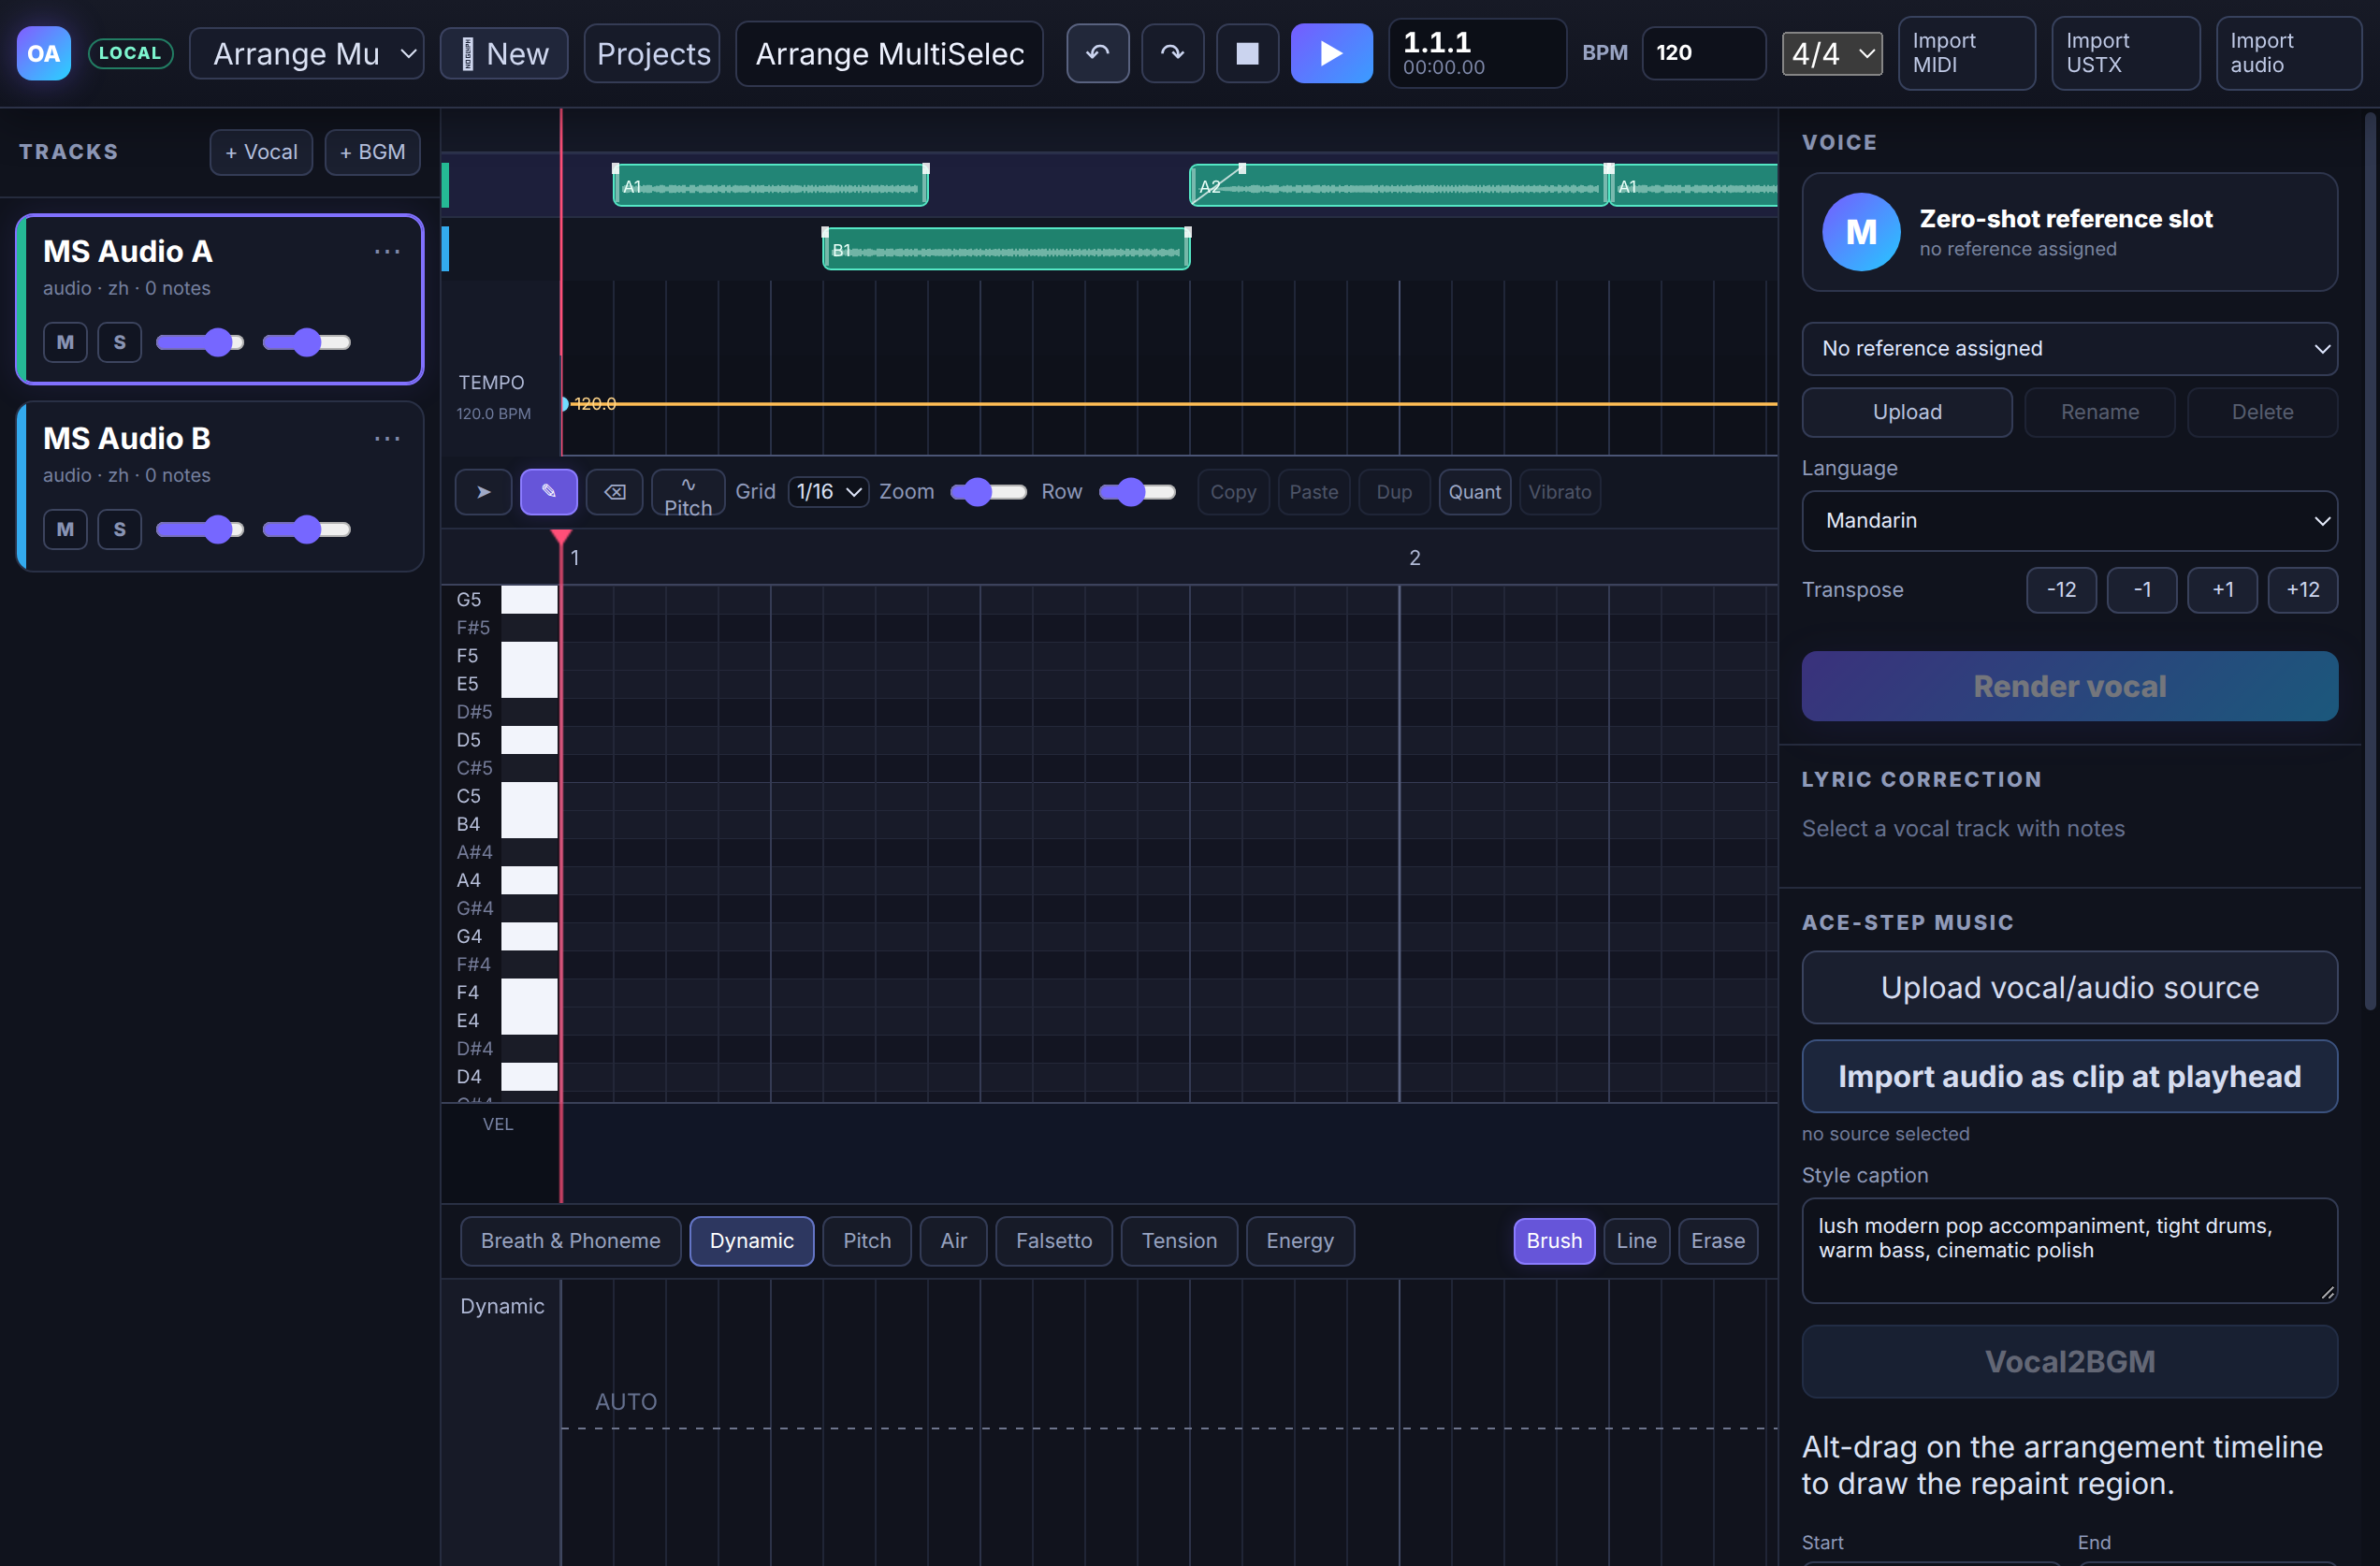 OA
LOCAL
Arrange Mu
New
Projects
Arrange MultiSelec
1.1.1
00:00.00
BPM
120
4/4
Import
MIDI
Import
USTX
Import
audio
TRACKS
+ Vocal
+ BGM
MS Audio A
audio · zh · 0 notes
M
S
MS Audio B
audio · zh · 0 notes
M
S
A1
A2
A1
B1
TEMPO
120.0 BPM
120.0
Pitch
Grid
1/16
Zoom
Row
Copy
Paste
Dup
Quant
Vibrato
1
2
G5
F#5
F5
E5
D#5
D5
C#5
C5
B4
A#4
A4
G#4
G4
F#4
F4
E4
D#4
D4
C#4
VEL
Breath & Phoneme
Dynamic
Pitch
Air
Falsetto
Tension
Energy
Brush
Line
Erase
Dynamic
AUTO
VOICE
M
Zero-shot reference slot
no reference assigned
No reference assigned
Upload
Rename
Delete
Language
Mandarin
Transpose
-12
-1
+1
+12
Render vocal
LYRIC CORRECTION
Select a vocal track with notes
ACE-STEP MUSIC
Upload vocal/audio source
Import audio as clip at playhead
no source selected
Style caption
lush modern pop accompaniment, tight drums,
warm bass, cinematic polish
Vocal2BGM
Alt-drag on the arrangement timeline
to draw the repaint region.
Start
End